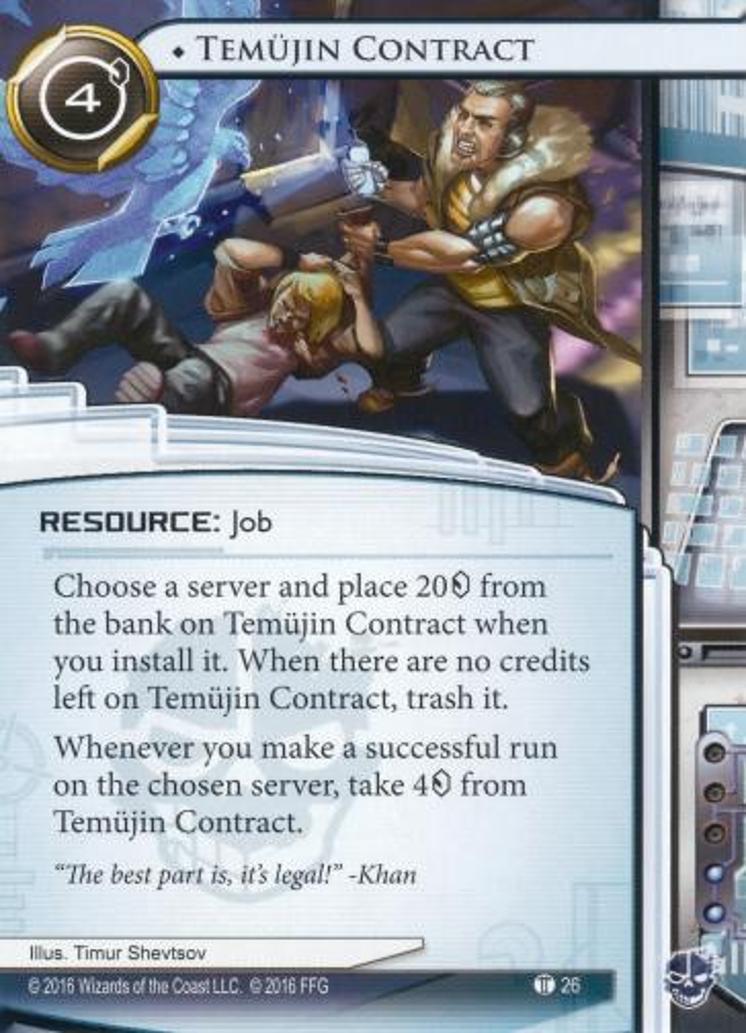 • TEMÜJIN CONTRACT
4
RESOURCE: Job
Choose a server and place 20 from
the bank on Temüjin Contract when
you install it. When there are no credits
left on Temüjin Contract, trash it.
Whenever you make a successful run
on the chosen server, take 4 from
Temüjin Contract.
“The best part is, it’s legal!” -Khan
Illus. Timur Shevtsov
© 2016 Wizards of the Coast LLC. © 2016 FFG
26